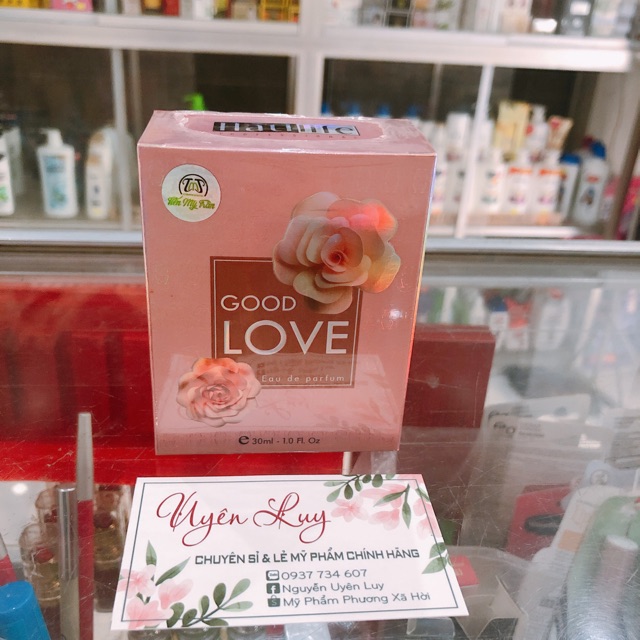 GOOD
LOVE
Eau de parfum
e 30ml - 1.0 Fl. Oz
Uyên Luy
CHUYÊN SỈ & LẺ MỸ PHẨM CHÍNH HÃNG
0937 734 607
Nguyễn Uyên Luy
Mỹ Phẩm Phương Xã Hời